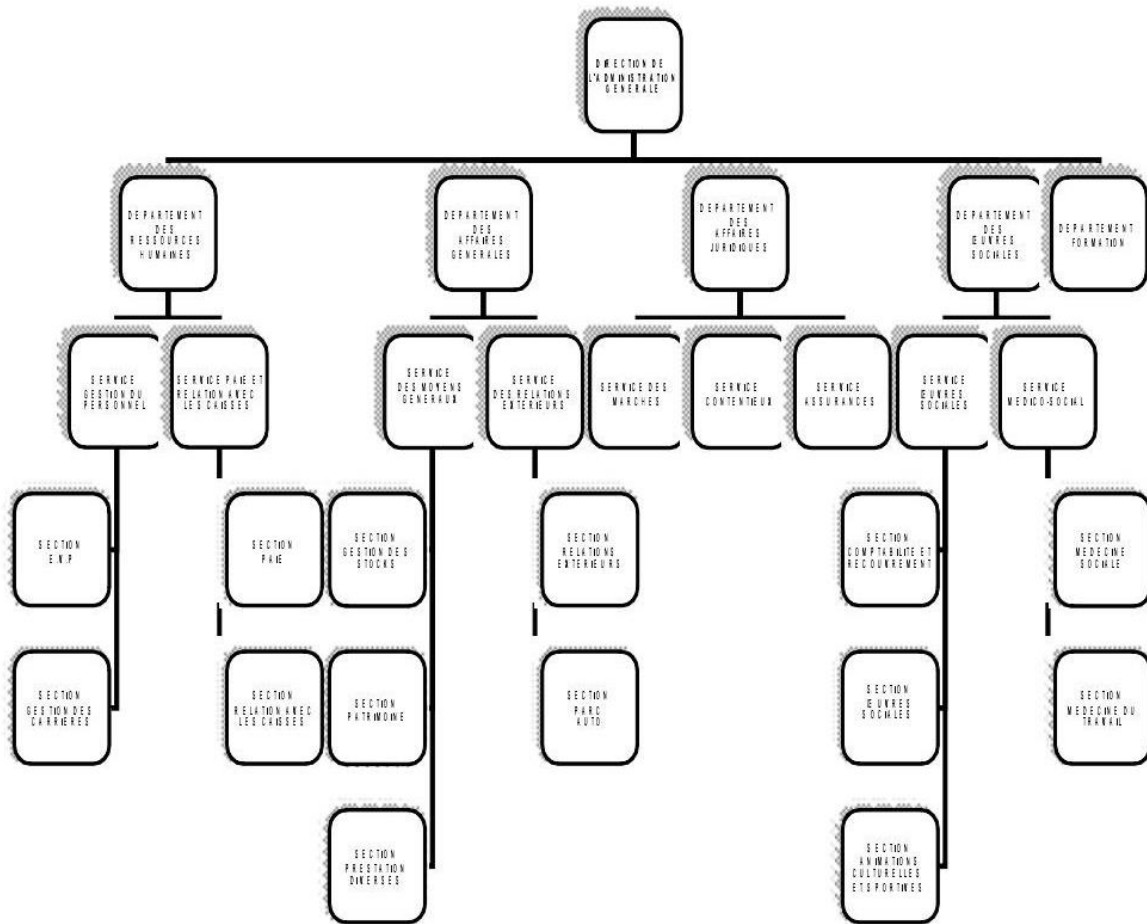 DIRECTION DE
L'ADMINISTRATION
GENERALE
DEPARTEMENT
DES
RESSOURCES
HUMAINES
DEPARTEMENT
DES
AFFAIRES
GENERALES
DEPARTEMENT
DES
AFFAIRES
JURIDIQUES
DEPARTEMENT
DES
ŒUVRES
SOCIALES
DEPARTEMENT
FORMATION
SERVICE
GESTION DU
PERSONNEL
SERVICE PAIE ET
RELATION AVEC
LES CAISSES
SERVICE
DES MOYENS
GENERAUX
SERVICE
DES RELATIONS
EXTERIEURS
SERVICE DES
MARCHES
SERVICE
CONTENTIEUX
SERVICE
ASSURANCES
SERVICE
ŒUVRES
SOCIALES
SERVICE
MEDICO-SOCIAL
SECTION
E.V.P
SECTION
PAIE
SECTION
GESTION DES
STOCKS
SECTION
RELATIONS
EXTERIEURS
SECTION
COMPTABILITE ET
RECOUVREMENT
SECTION
MEDECINE
SOCIALE
SECTION
GESTION DES
CARRIERES
SECTION
RELATION AVEC
LES CAISSES
SECTION
PATRIMOINE
SECTION
PARC
AUTO
SECTION
ŒUVRES
SOCIALES
SECTION
MEDECINE DU
TRAVAIL
SECTION
PRESTATION
DIVERSES
SECTION
ANIMATIONS
CULTURELLES
ET SPORTIVES